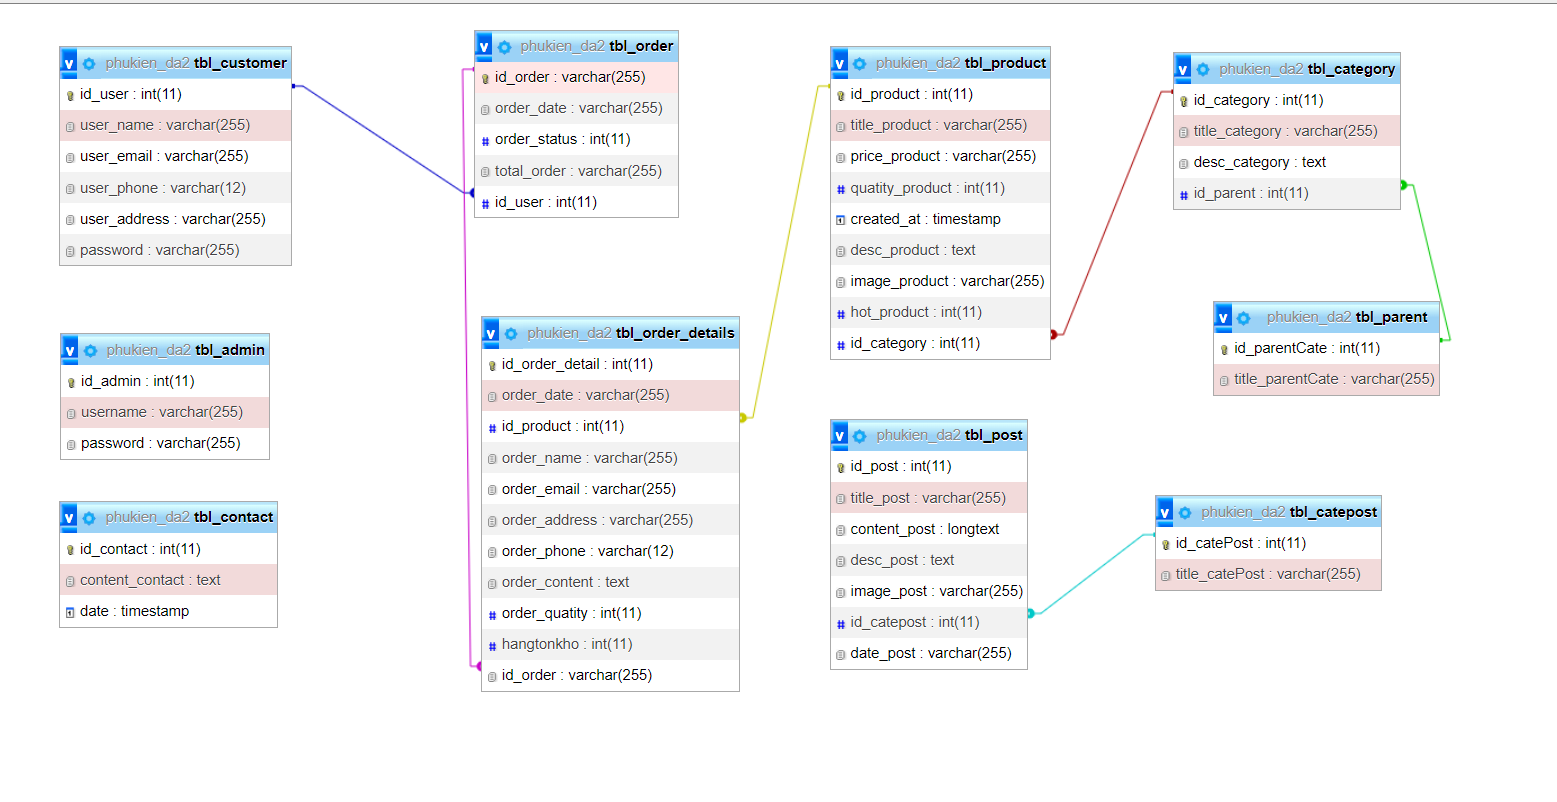 v phukien_da2 tbl_customer
id_user : int(11)
user_name : varchar(255)
user_email : varchar(255)
user_phone : varchar(12)
user_address : varchar(255)
password : varchar(255)
v phukien_da2 tbl_admin
id_admin : int(11)
username : varchar(255)
password : varchar(255)
v phukien_da2 tbl_contact
id_contact : int(11)
content_contact : text
date : timestamp
v phukien_da2 tbl_order
id_order : varchar(255)
order_date : varchar(255)
# order_status : int(11)
total_order : varchar(255)
# id_user : int(11)
v phukien_da2 tbl_order_details
id_order_detail : int(11)
order_date : varchar(255)
# id_product : int(11)
order_name : varchar(255)
order_email : varchar(255)
order_address : varchar(255)
order_phone : varchar(12)
order_content : text
# order_quatity : int(11)
# hangtonkho : int(11)
id_order : varchar(255)
v phukien_da2 tbl_product
id_product : int(11)
title_product : varchar(255)
price_product : varchar(255)
# quatity_product : int(11)
created_at : timestamp
desc_product : text
image_product : varchar(255)
# hot_product : int(11)
# id_category : int(11)
v phukien_da2 tbl_post
id_post : int(11)
title_post : varchar(255)
content_post : longtext
desc_post : text
image_post : varchar(255)
# id_catepost : int(11)
date_post : varchar(255)
v phukien_da2 tbl_category
id_category : int(11)
title_category : varchar(255)
desc_category : text
# id_parent : int(11)
v phukien_da2 tbl_parent
id_parentCate : int(11)
title_parentCate : varchar(255)
v phukien_da2 tbl_catepost
id_catePost : int(11)
title_catePost : varchar(255)